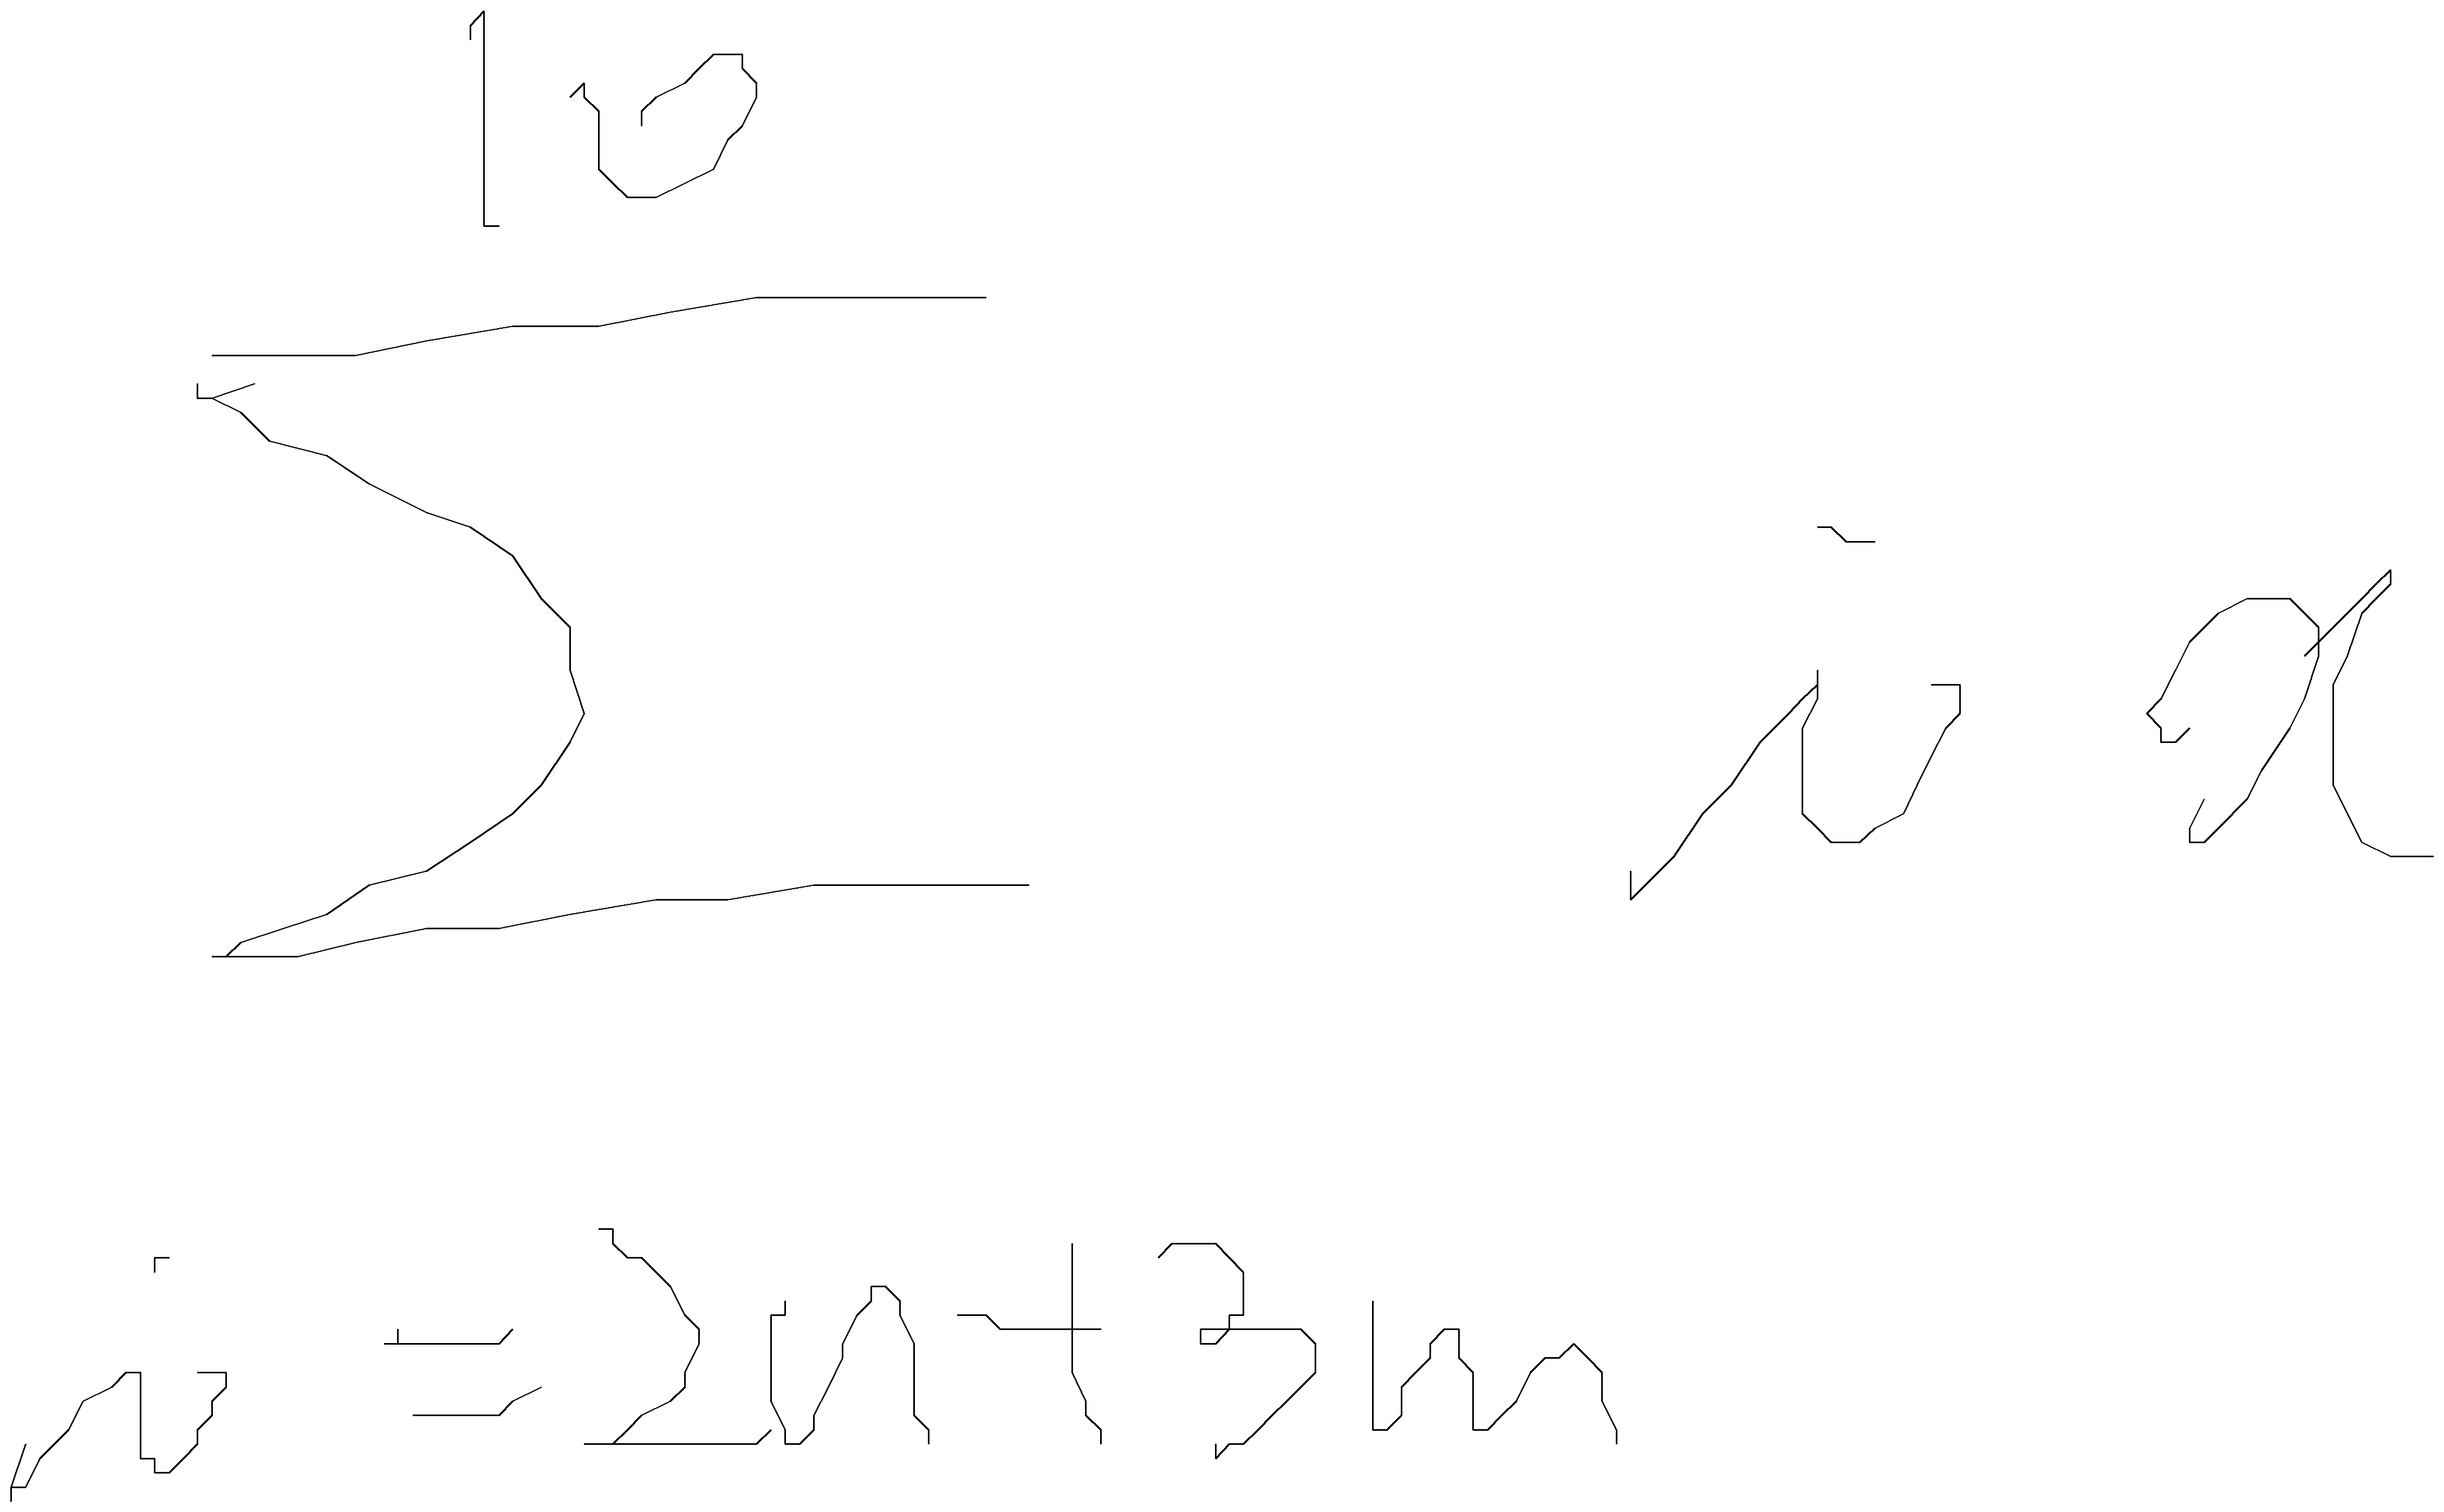 10
∑ i x
i = 2n + 3m